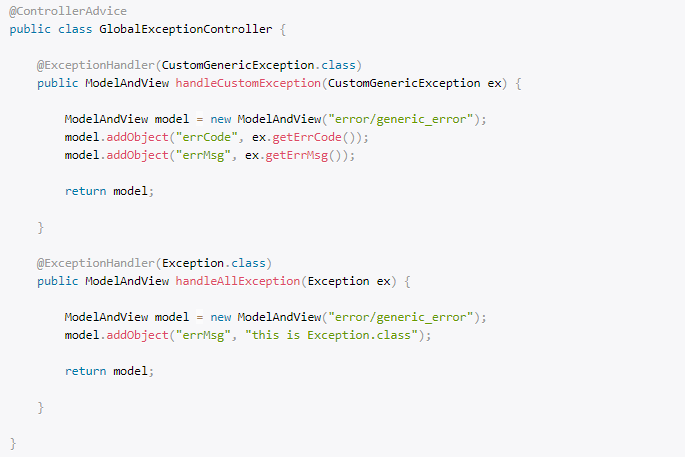 @ControllerAdvice
public class GlobalExceptionController {
@ExceptionHandler(CustomGenericException.class)
public ModelAndView handleCustomException(CustomGenericException ex) {
ModelAndView model = new ModelAndView("error/generic_error");
model.addObject("errCode", ex.getErrCode());
model.addObject("errMsg", ex.getErrMsg());
return model;
}
@ExceptionHandler(Exception.class)
public ModelAndView handleAllException(Exception ex) {
ModelAndView model = new ModelAndView("error/generic_error");
model.addObject("errMsg", "this is Exception.class");
return model;
}
}